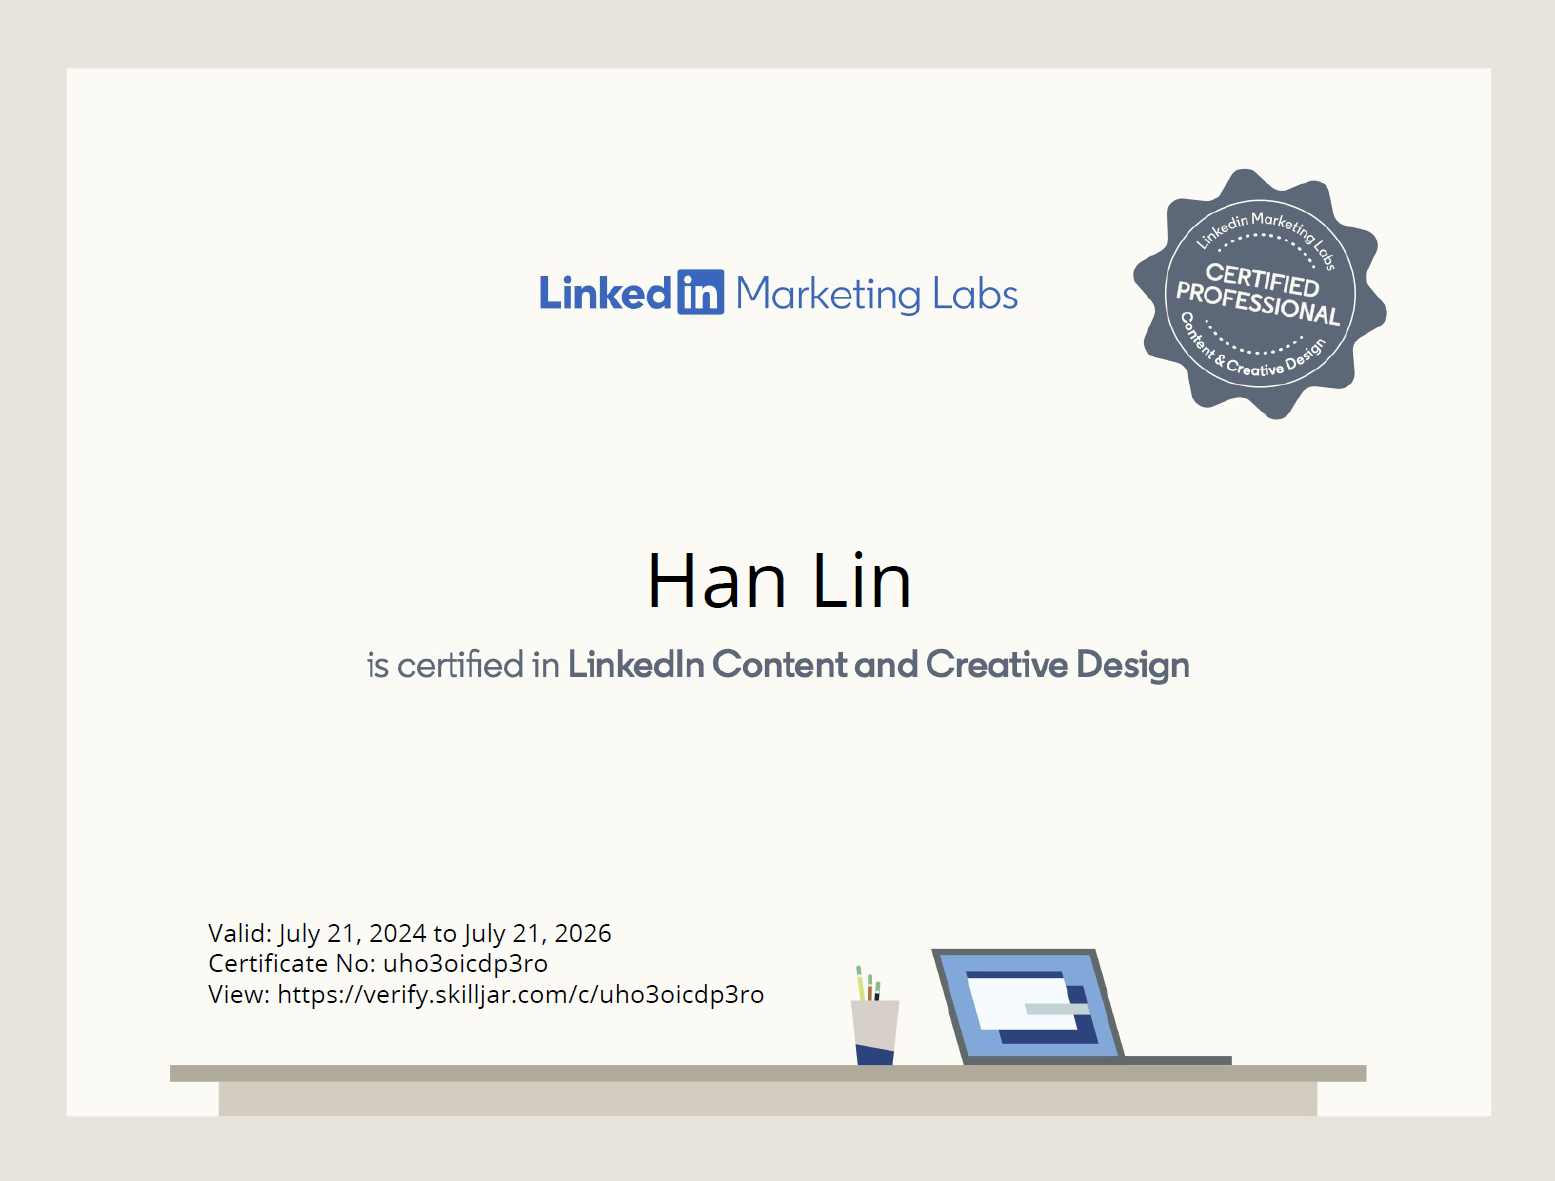 Linkedin Marketing Labs
Linkedin Marketing Labs
CERTIFIED
PROFESSIONAL
Content & Creative Design
Han Lin
is certified in LinkedIn Content and Creative Design
Valid: July 21, 2024 to July 21, 2026
Certificate No: uho3oicdp3ro
View: https://verify.skilljar.com/c/uho3oicdp3ro